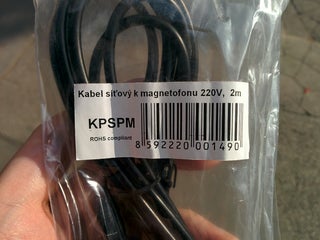 Kabel síťový k magnetofonu 220V, 2m
KPSPM
ROHS compliant
8 592220 001490